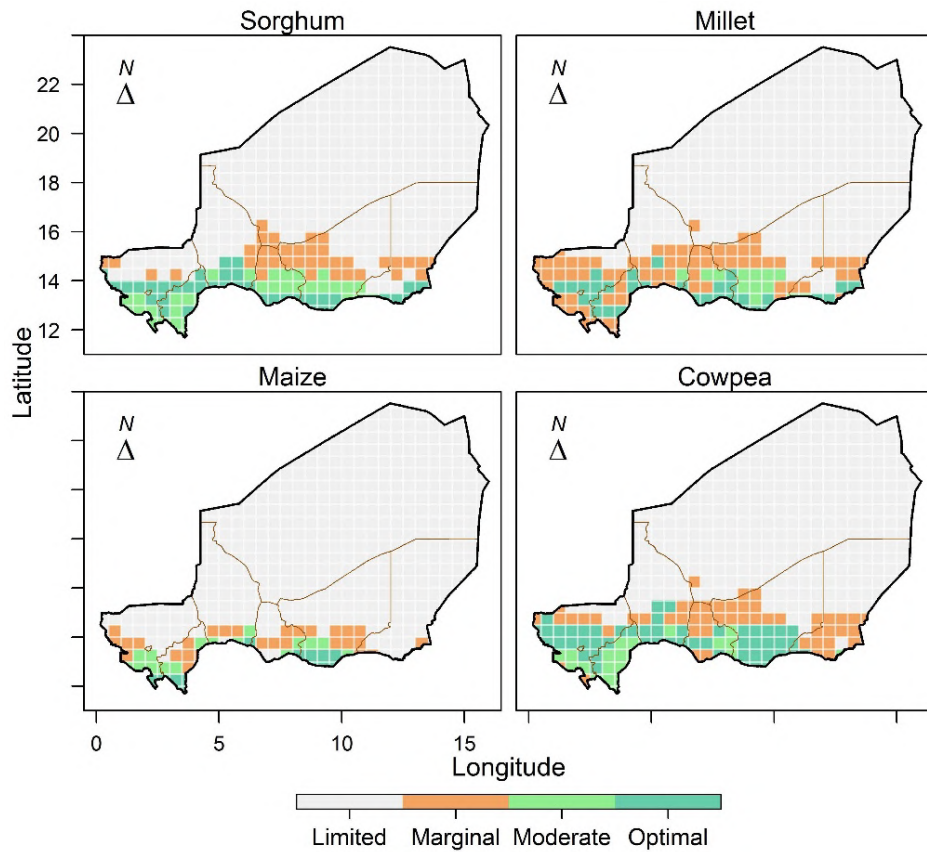 Sorghum
Millet
N
Δ
N
Δ
22
20
18
16
14
12
Latitude
Maize
Cowpea
N
Δ
N
Δ
0
5
10
15
Longitude
Limited
Marginal
Moderate
Optimal